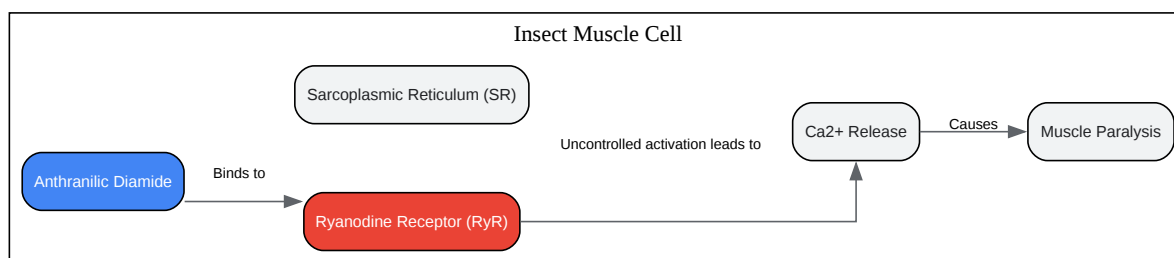 Insect Muscle Cell
Sarcoplasmic Reticulum (SR)
Anthranilic Diamide
Binds to
Ryanodine Receptor (RyR)
Uncontrolled activation leads to
Ca2+ Release
Causes
Muscle Paralysis